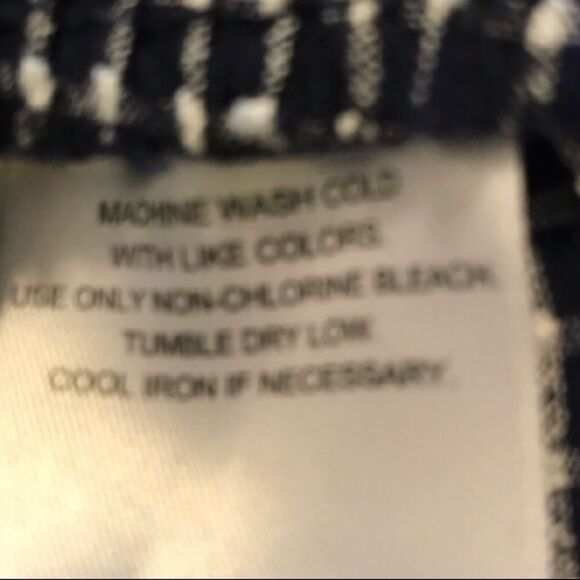 MACHINE WASH COLD
WITH LIKE COLORS.
USE ONLY NON-CHLORINE BLEACH.
TUMBLE DRY LOW.
COOL IRON IF NECESSARY.